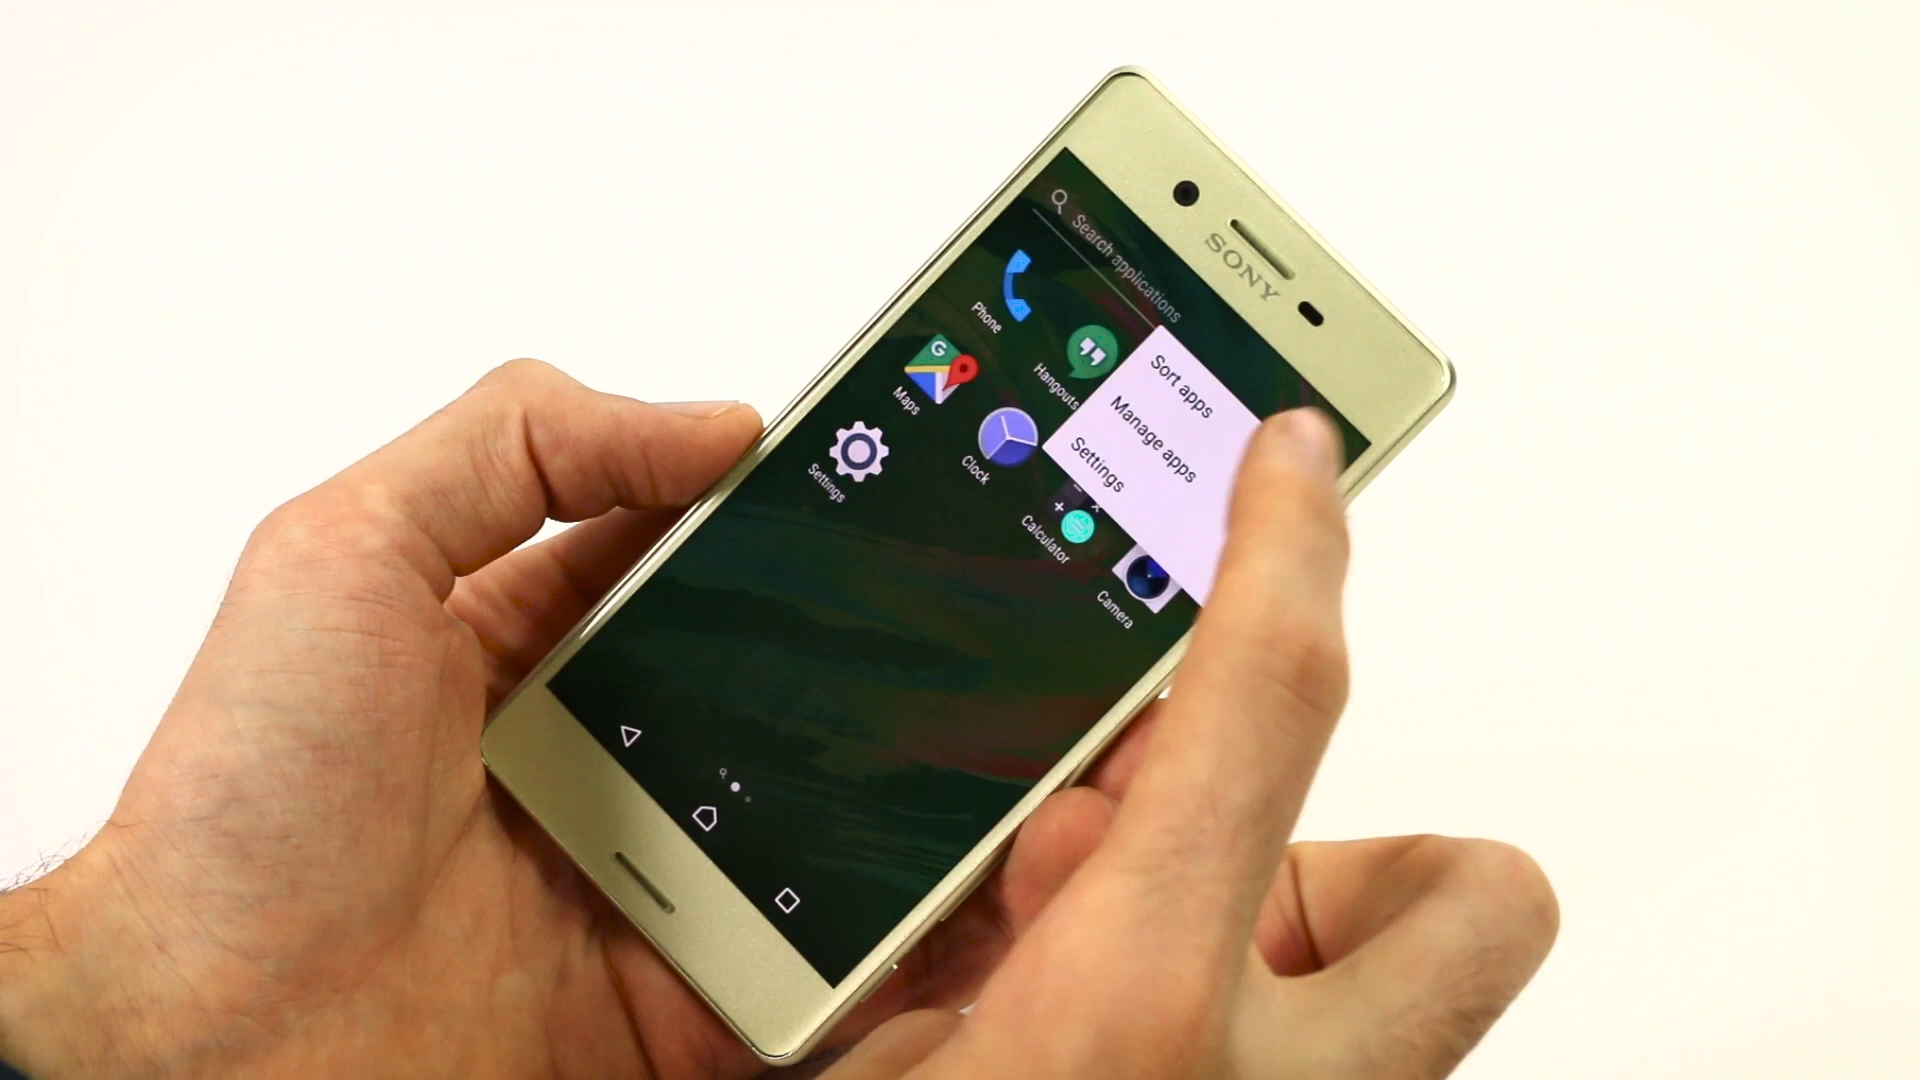 SONY
Search applications
Phone
Hangouts
Sort apps
Manage apps
Settings
Maps
Clock
Calculator
Camera
Settings